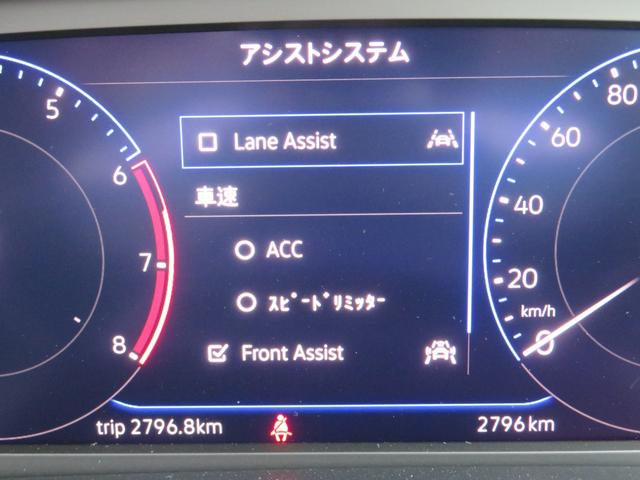 アシストシステム
5
6
7
8
Lane Assist
車速
ACC
ｽﾋﾟｰﾄﾞﾘﾐｯﾀｰ
Front Assist
80
60
40
20
km/h
0
trip 2796.8km
2796 km